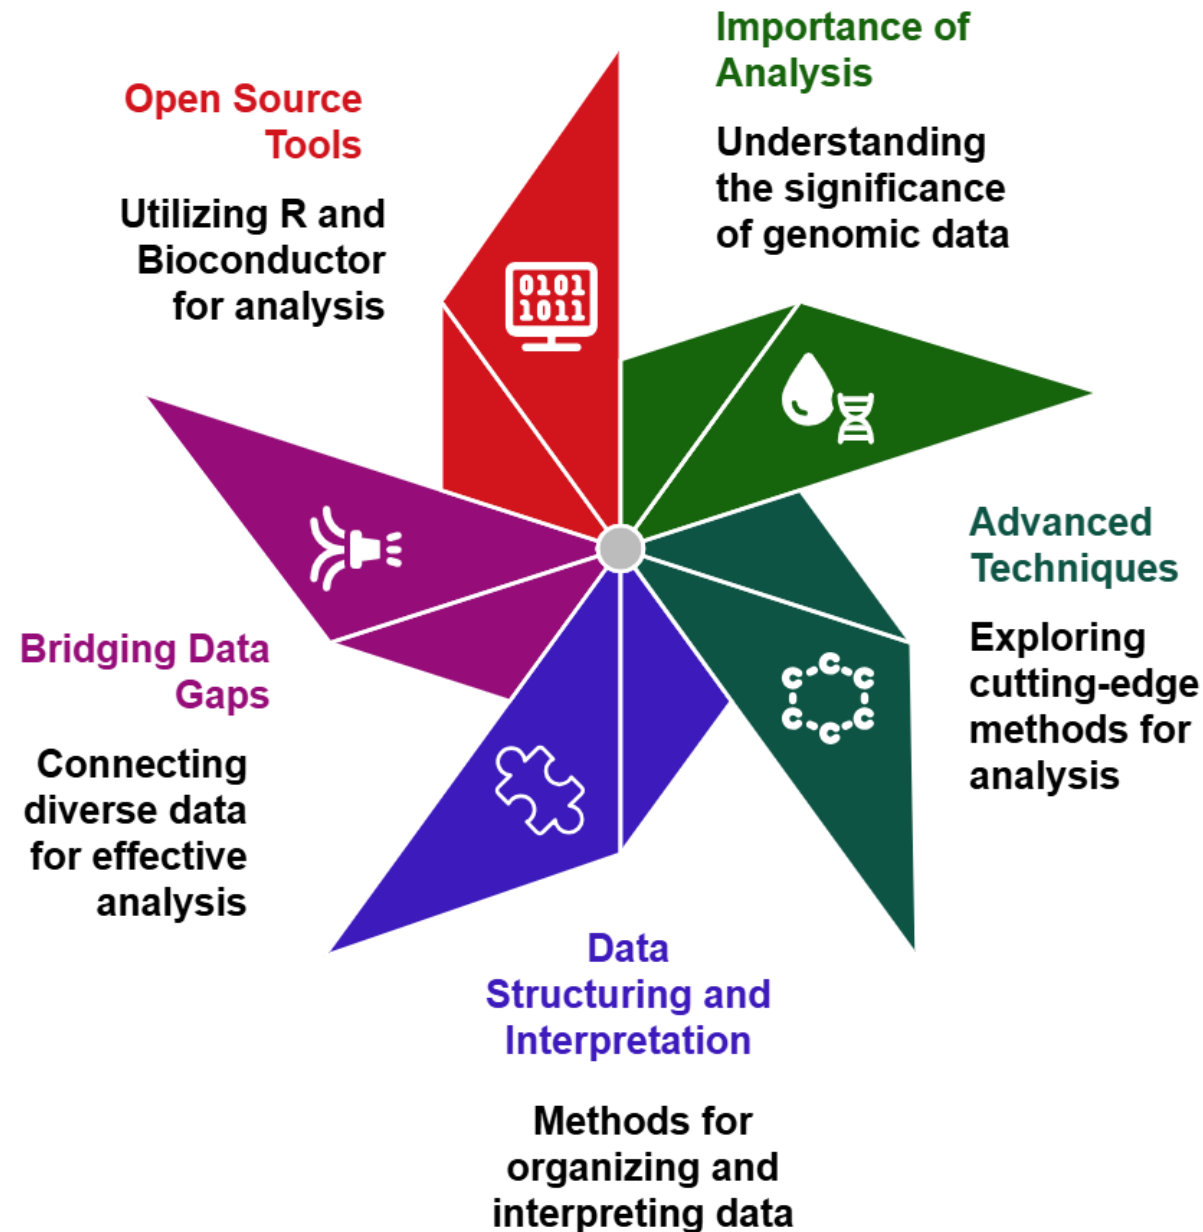 Importance of
Analysis
Understanding
the significance
of genomic data
Open Source
Tools
Utilizing R and
Bioconductor
for analysis
0101
1011
Advanced
Techniques
Exploring
cutting-edge
methods for
analysis
C
C C
C C
C
Bridging Data
Gaps
Connecting
diverse data
for effective
analysis
Data
Structuring and
Interpretation
Methods for
organizing and
interpreting data